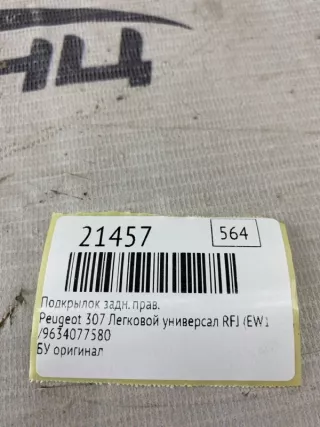 21457
564
Подкрылок задн. прав.
Peugeot 307 Легковой универсал RFJ (EW1
/9634077580
БУ оригинал